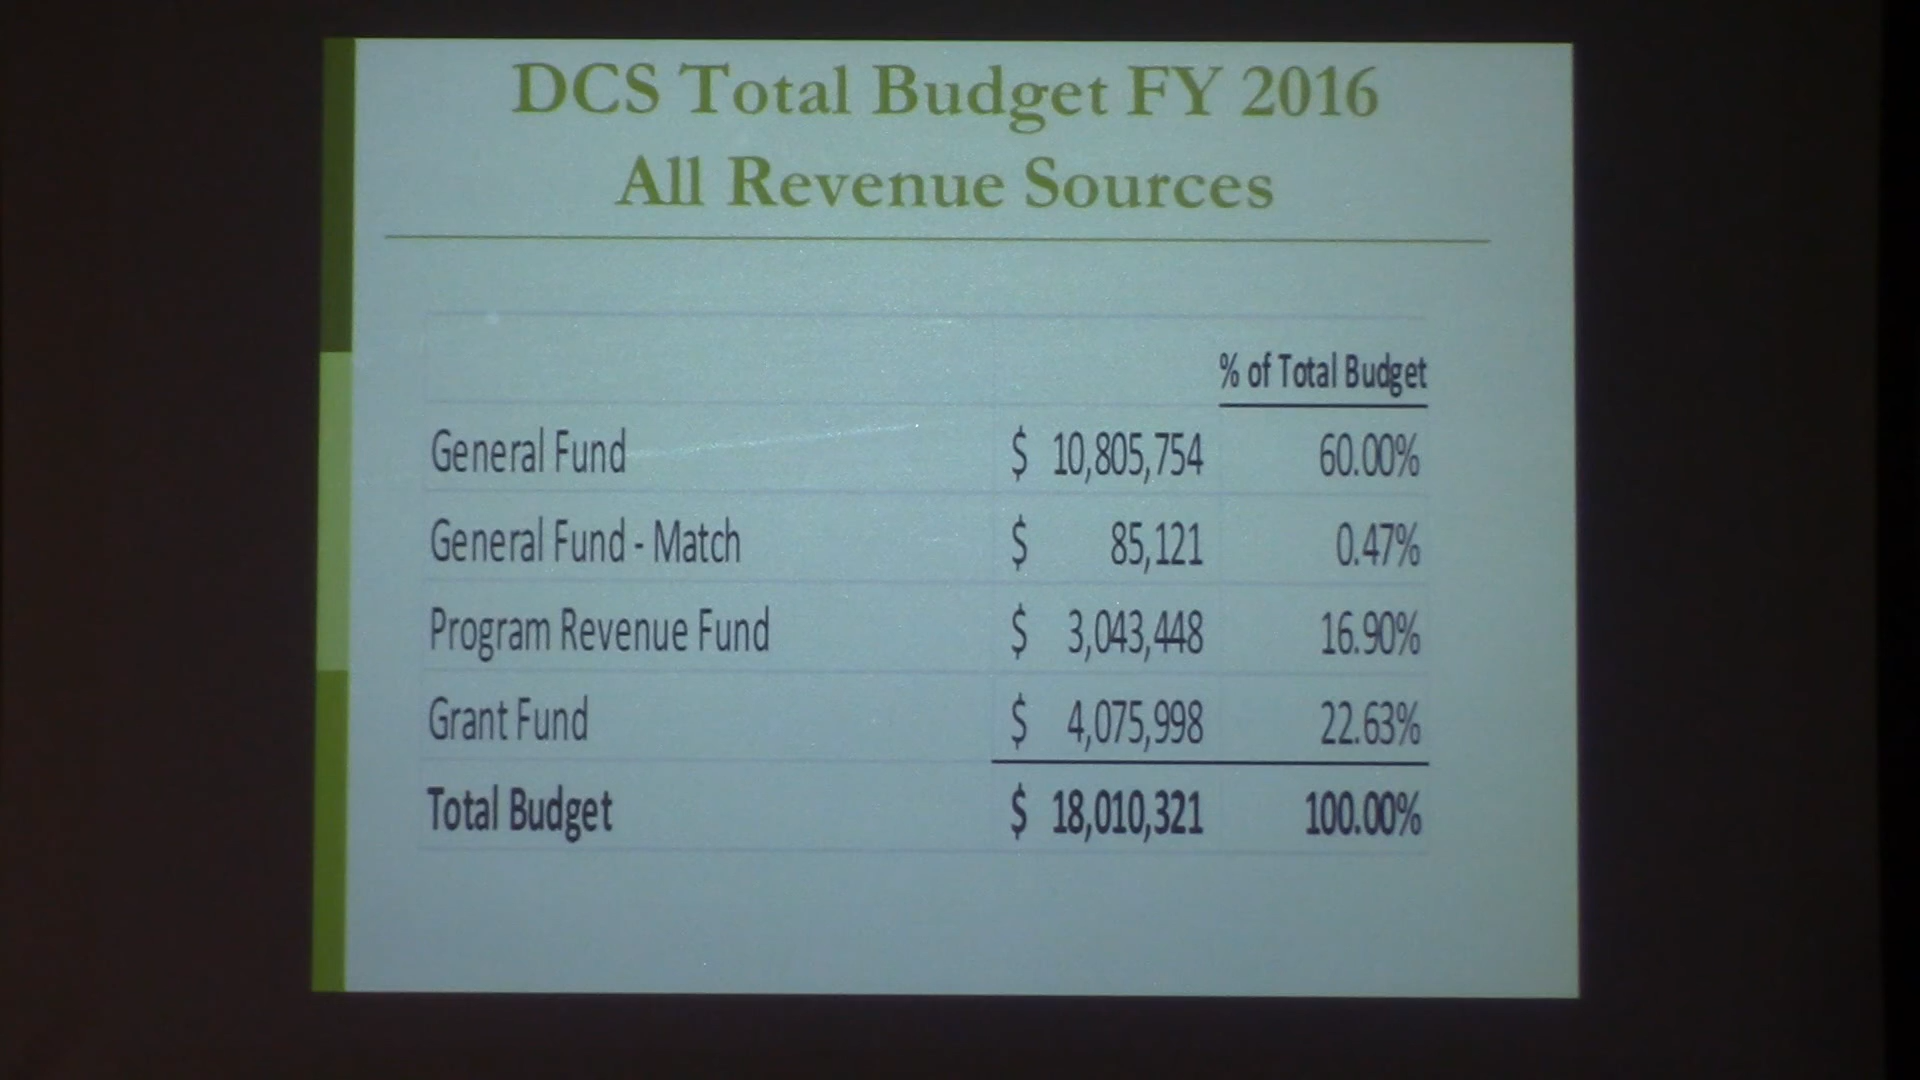 DCS Total Budget FY 2016
All Revenue Sources
% of Total Budget
General Fund $ 10,805,754 60.00%
General Fund - Match $ 85,121 0.47%
Program Revenue Fund $ 3,043,448 16.90%
Grant Fund $ 4,075,998 22.63%
Total Budget $ 18,010,321 100.00%